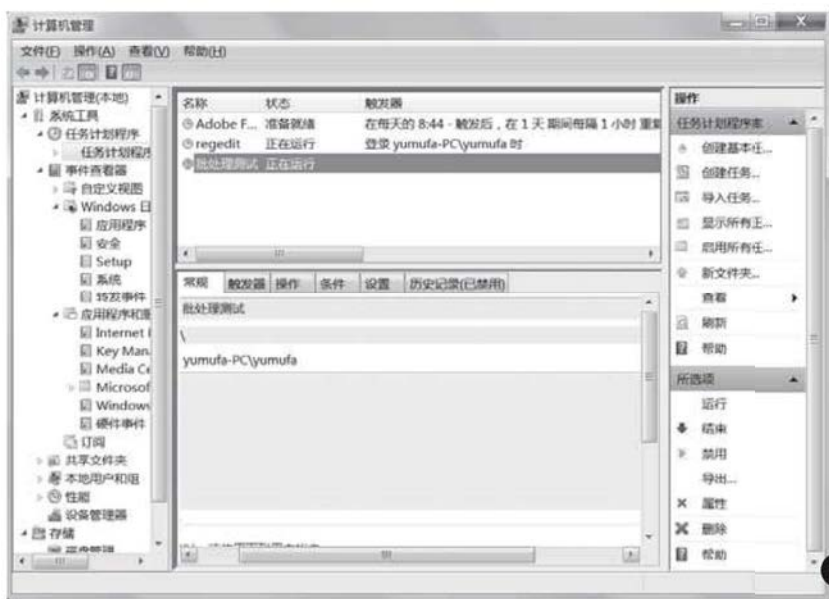 计算机管理
文件(F) 操作(A) 查看(V) 帮助(H)
计算机管理(本地)
系统工具
任务计划程序
任务计划程序
事件查看器
自定义视图
Windows 日
应用程序
安全
Setup
系统
转发事件
应用程序和服
Internet
Key Man
Media Ce
Microsof
Windows
硬件事件
订阅
共享文件夹
本地用户和组
性能
设备管理器
存储
磁盘管理
名称 状态 触发器
Adobe F... 准备就绪 在每天的 8:44 - 触发后，在 1 天 期间每隔 1 小时 重复
regedit 正在运行 登录 yumufa-PC\yumufa 时
批处理测试 正在运行
常规 触发器 操作 条件 设置 历史记录(已禁用)
批处理测试
\
yumufa-PC\yumufa
操作
任务计划程序库
创建基本任...
创建任务...
导入任务...
显示所有正...
启用所有任...
新文件夹...
查看
刷新
帮助
所选项
运行
结束
禁用
导出...
属性
删除
帮助